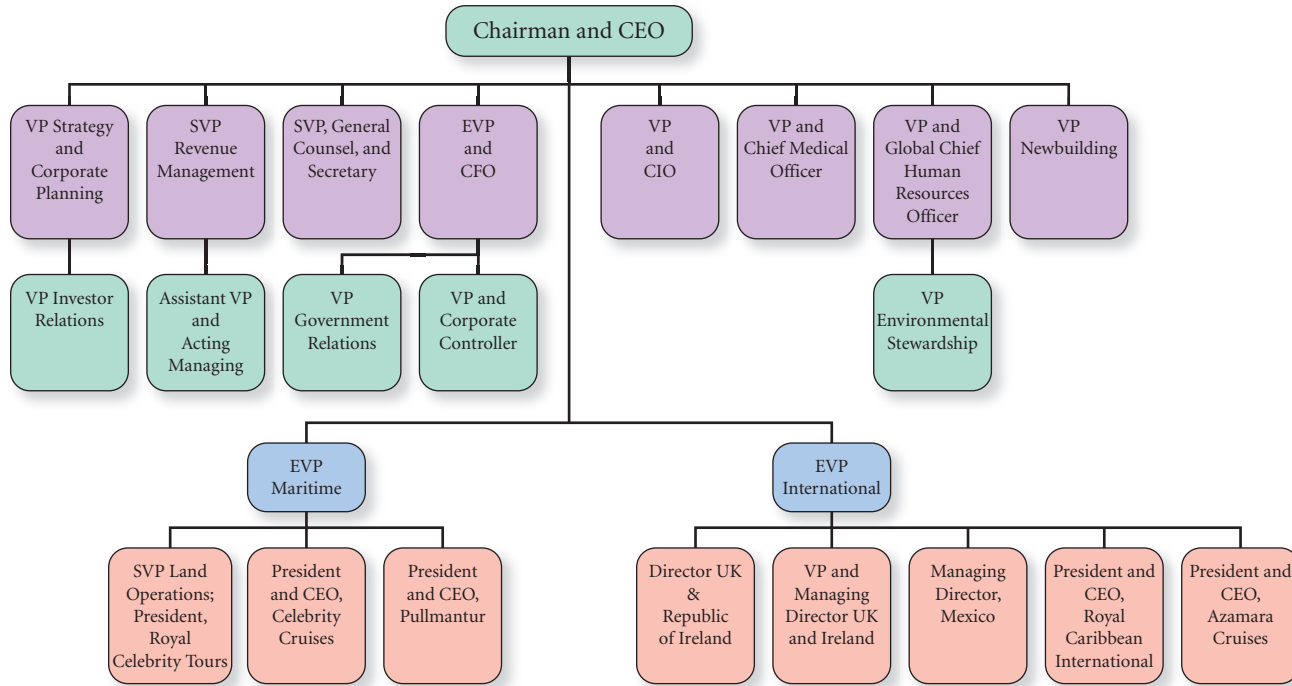 Chairman and CEO
VP Strategy
and
Corporate
Planning
SVP
Revenue
Management
SVP, General
Counsel, and
Secretary
EVP
and
CFO
VP
and
CIO
VP and
Chief Medical
Officer
VP and
Global Chief
Human
Resources
Officer
VP
Newbuilding
VP Investor
Relations
Assistant VP
and
Acting
Managing
VP
Government
Relations
VP and
Corporate
Controller
VP
Environmental
Stewardship
EVP
Maritime
EVP
International
SVP Land
Operations;
President,
Royal
Celebrity Tours
President
and CEO,
Celebrity
Cruises
President
and CEO,
Pullmantur
Director UK
&
Republic
of Ireland
VP and
Managing
Director UK
and Ireland
Managing
Director,
Mexico
President and
CEO,
Royal
Caribbean
International
President and
CEO,
Azamara
Cruises